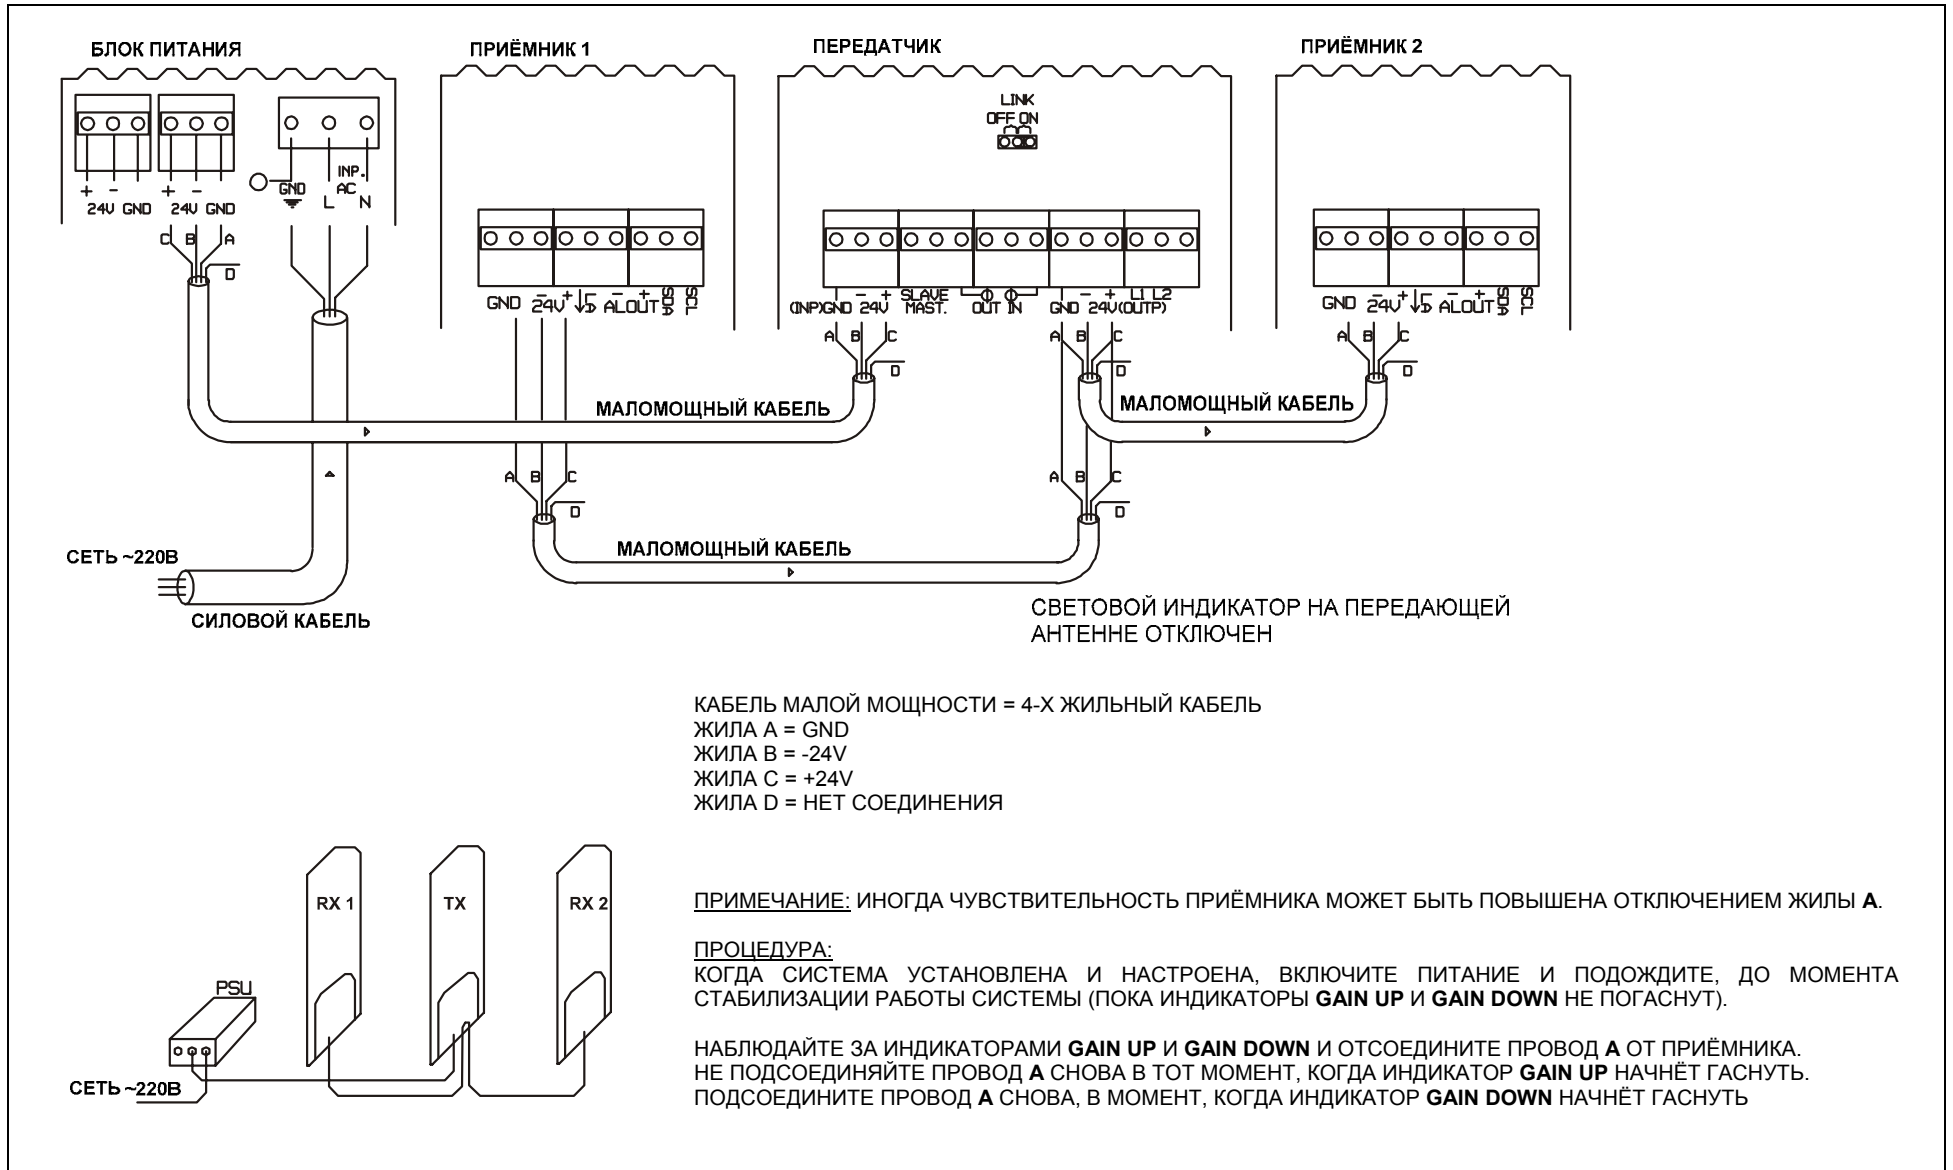 БЛОК ПИТАНИЯ
ПРИЁМНИК 1
ПЕРЕДАТЧИК
ПРИЁМНИК 2
LINK
OFF ON
+ - + -
24V GND 24V GND
GND L INP. AC N
C B A
D
GND - 24V + ALOUT - + SDA SCL
(INP)GND - 24V + SLAVE MAST. OUT IN GND - 24V + (OUTP) L1 L2
GND - 24V + ALOUT - + SDA SCL
A B C
D
A B C
D
A B C
D
МАЛОМОЩНЫЙ КАБЕЛЬ
МАЛОМОЩНЫЙ КАБЕЛЬ
A B C
D
A B C
D
МАЛОМОЩНЫЙ КАБЕЛЬ
СЕТЬ ~220В
СИЛОВОЙ КАБЕЛЬ
СВЕТОВОЙ ИНДИКАТОР НА ПЕРЕДАЮЩЕЙ
АНТЕННЕ ОТКЛЮЧЕН
КАБЕЛЬ МАЛОЙ МОЩНОСТИ = 4-Х ЖИЛЬНЫЙ КАБЕЛЬ
ЖИЛА A = GND
ЖИЛА B = -24V
ЖИЛА C = +24V
ЖИЛА D = НЕТ СОЕДИНЕНИЯ
RX 1
TX
RX 2
PSU
СЕТЬ ~220В
ПРИМЕЧАНИЕ: ИНОГДА ЧУВСТВИТЕЛЬНОСТЬ ПРИЁМНИКА МОЖЕТ БЫТЬ ПОВЫШЕНА ОТКЛЮЧЕНИЕМ ЖИЛЫ A.
ПРОЦЕДУРА:
КОГДА СИСТЕМА УСТАНОВЛЕНА И НАСТРОЕНА, ВКЛЮЧИТЕ ПИТАНИЕ И ПОДОЖДИТЕ, ДО МОМЕНТА
СТАБИЛИЗАЦИИ РАБОТЫ СИСТЕМЫ (ПОКА ИНДИКАТОРЫ GAIN UP И GAIN DOWN НЕ ПОГАСНУТ).
НАБЛЮДАЙТЕ ЗА ИНДИКАТОРАМИ GAIN UP И GAIN DOWN И ОТСОЕДИНИТЕ ПРОВОД A ОТ ПРИЁМНИКА.
НЕ ПОДСОЕДИНЯЙТЕ ПРОВОД A СНОВА В ТОТ МОМЕНТ, КОГДА ИНДИКАТОР GAIN UP НАЧНЁТ ГАСНУТЬ.
ПОДСОЕДИНИТЕ ПРОВОД A СНОВА, В МОМЕНТ, КОГДА ИНДИКАТОР GAIN DOWN НАЧНЁТ ГАСНУТЬ